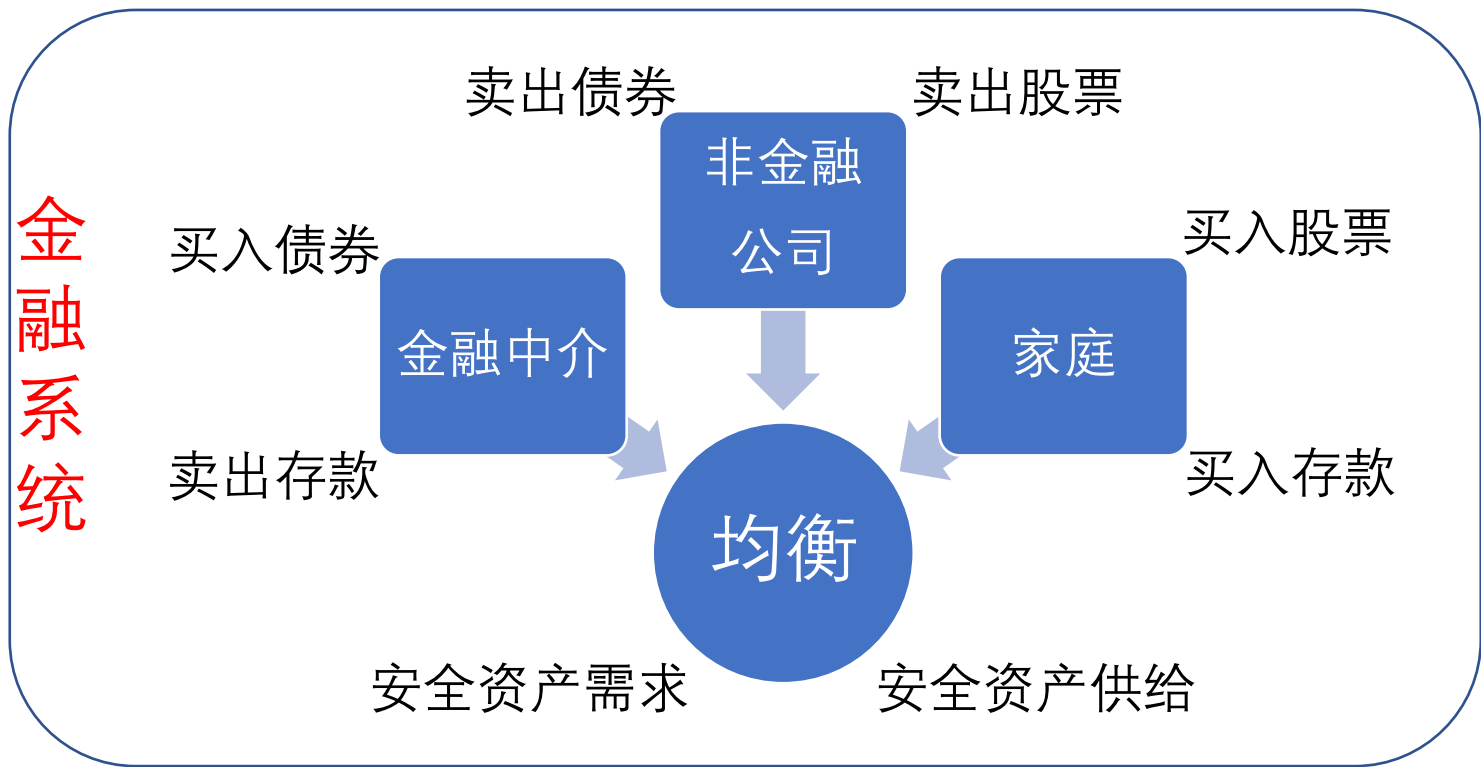 卖出债券
卖出股票
非金融
公司
金融系统
买入债券
买入股票
金融中介
家庭
卖出存款
买入存款
均衡
安全资产需求
安全资产供给